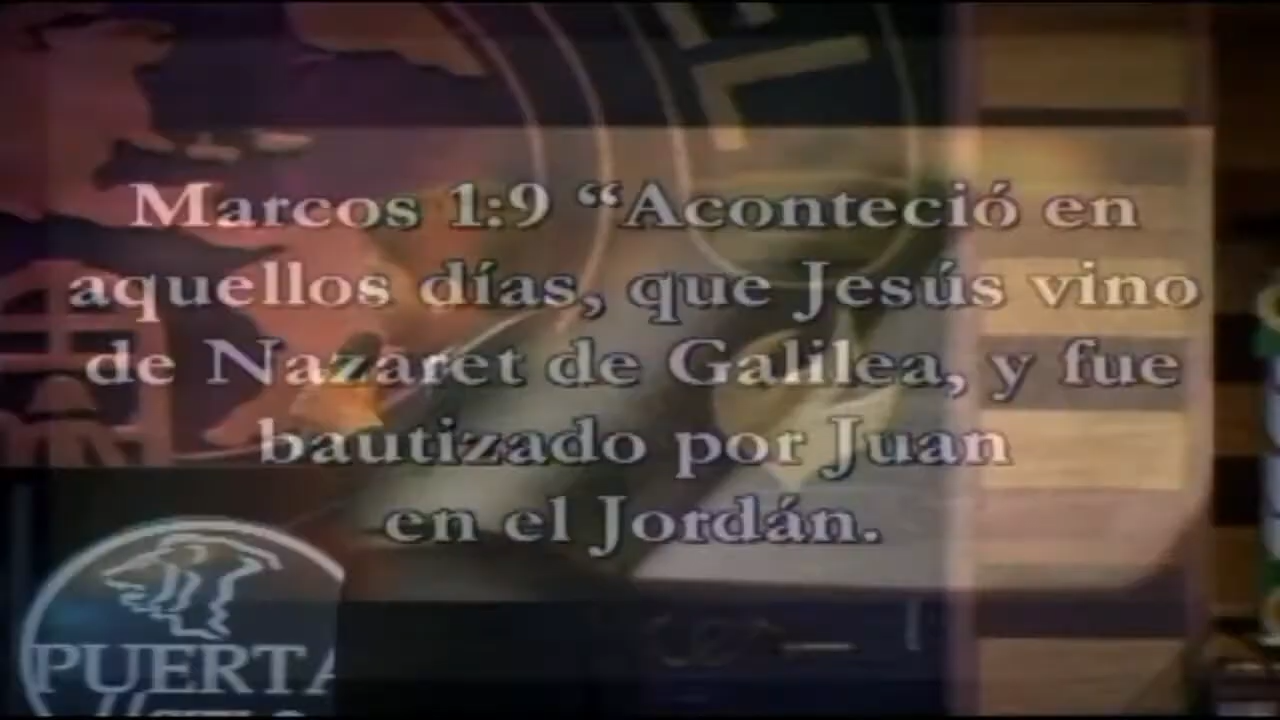 Marcos 1:9 “Aconteció en
aquellos días, que Jesús vino
de Nazaret de Galilea, y fue
bautizado por Juan
en el Jordán.
PUERTA